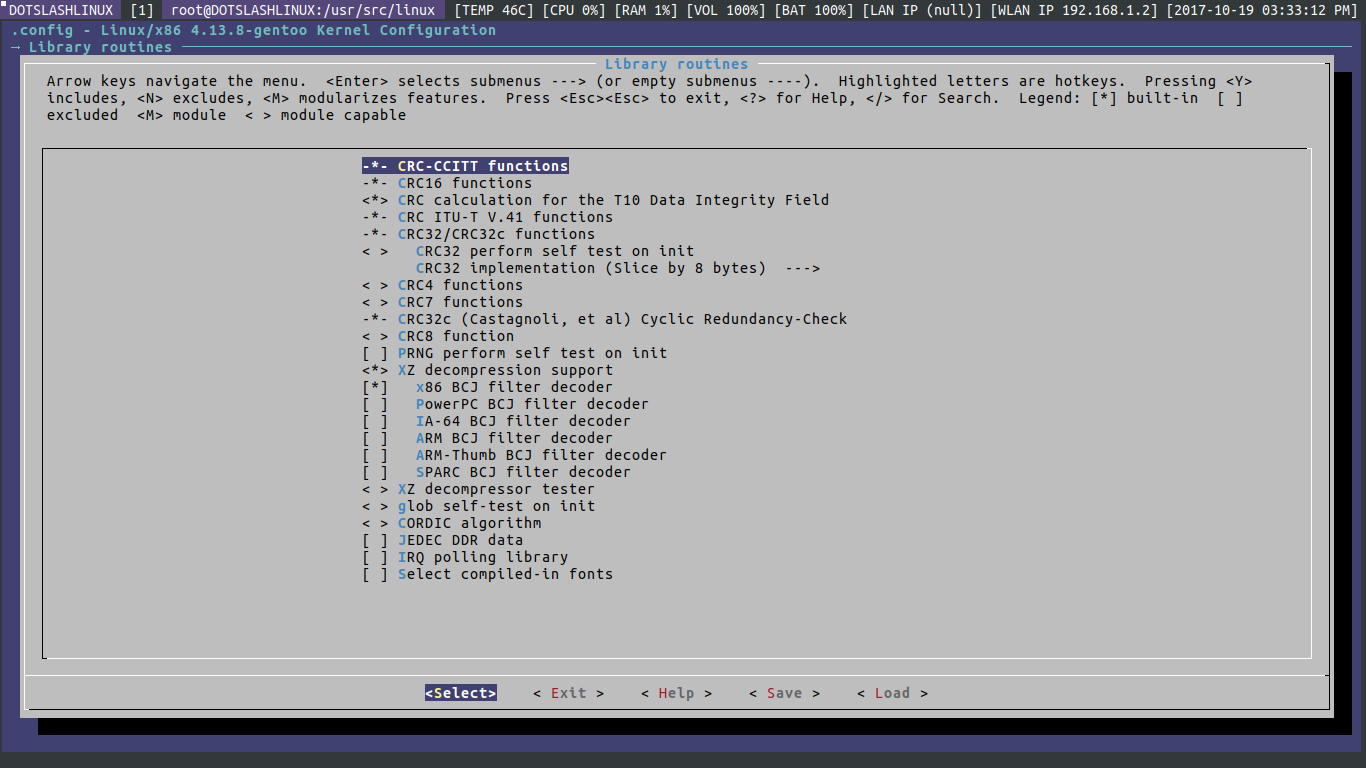 DOTSLASHLINUX [1] root@DOTSLASHLINUX:/usr/src/linux [TEMP 46C] [CPU 0%] [RAM 1%] [VOL 100%] [BAT 100%] [LAN IP (null)] [WLAN IP 192.168.1.2] [2017-10-19 03:33:12 PM]
.config - Linux/x86 4.13.8-gentoo Kernel Configuration
→ Library routines
Library routines
Arrow keys navigate the menu.  <Enter> selects submenus ---> (or empty submenus ----).  Highlighted letters are hotkeys.  Pressing <Y>
includes, <N> excludes, <M> modularizes features.  Press <Esc><Esc> to exit, <?> for Help, </> for Search.  Legend: [*] built-in  [ ]
excluded  <M> module  < > module capable
-*- CRC-CCITT functions
-*- CRC16 functions
<*> CRC calculation for the T10 Data Integrity Field
-*- CRC ITU-T V.41 functions
-*- CRC32/CRC32c functions
< >   CRC32 perform self test on init
CRC32 implementation (Slice by 8 bytes)  --->
< > CRC4 functions
< > CRC7 functions
-*- CRC32c (Castagnoli, et al) Cyclic Redundancy-Check
< > CRC8 function
[ ] PRNG perform self test on init
<*> XZ decompression support
[*]   x86 BCJ filter decoder
[ ]   PowerPC BCJ filter decoder
[ ]   IA-64 BCJ filter decoder
[ ]   ARM BCJ filter decoder
[ ]   ARM-Thumb BCJ filter decoder
[ ]   SPARC BCJ filter decoder
< > XZ decompressor tester
< > glob self-test on init
< > CORDIC algorithm
[ ] JEDEC DDR data
[ ] IRQ polling library
[ ] Select compiled-in fonts
<Select>    < Exit >    < Help >    < Save >    < Load >